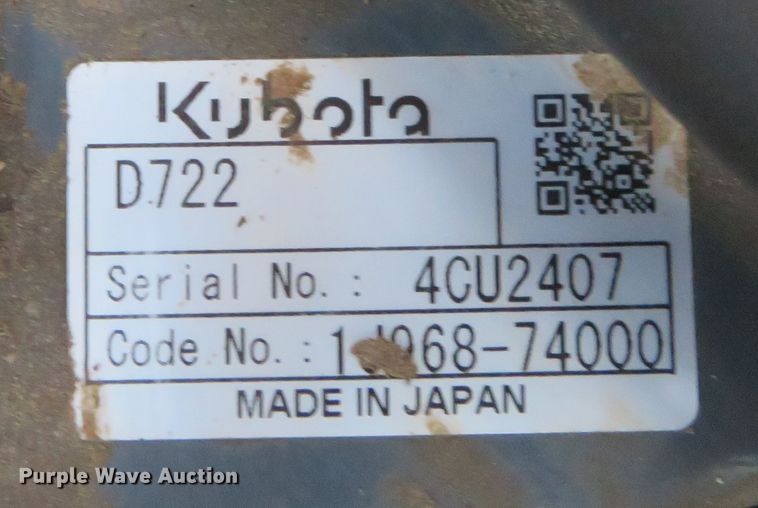 Kubota
D722
Serial No.: 4CU2407
Code No.:
MADE IN JAPAN
Purple Wave Auction